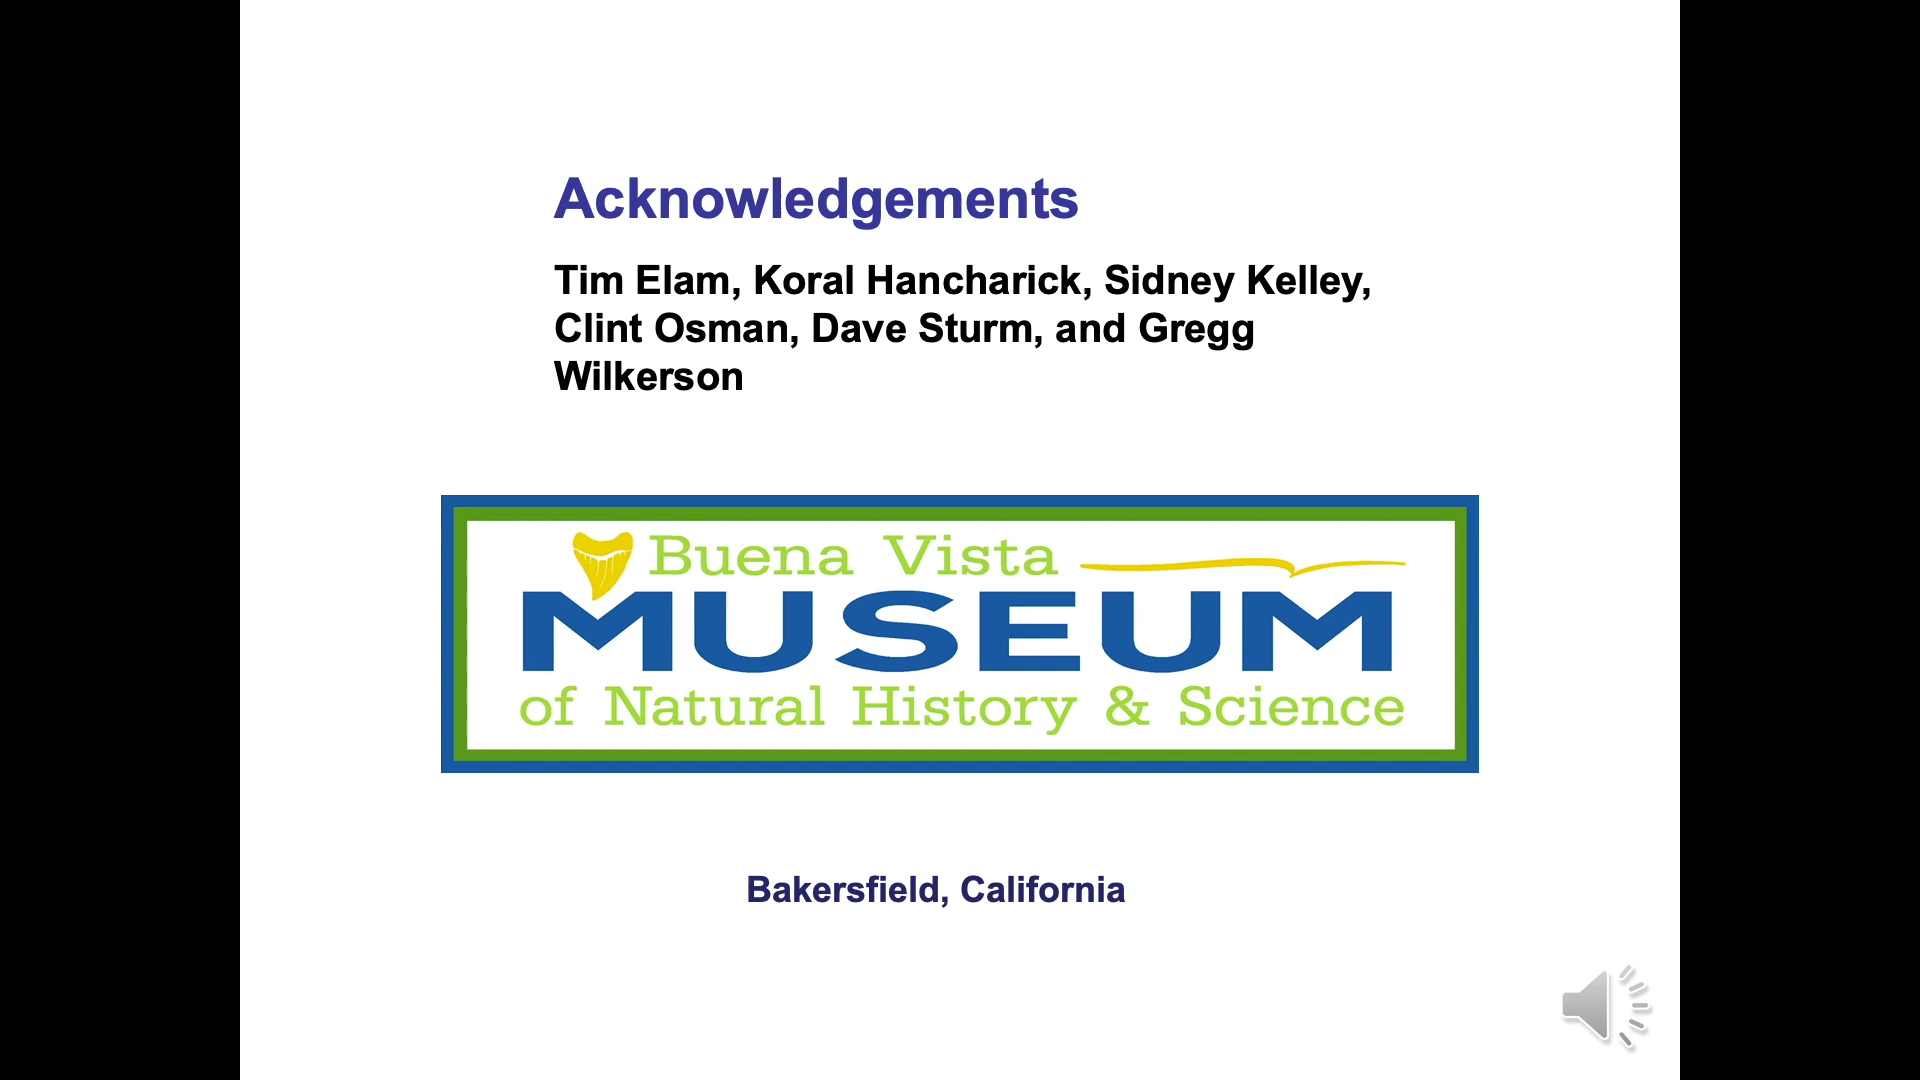 Acknowledgements
Tim Elam, Koral Hancharick, Sidney Kelley,
Clint Osman, Dave Sturm, and Gregg
Wilkerson
Buena Vista
MUSEUM
of Natural History & Science
Bakersfield, California